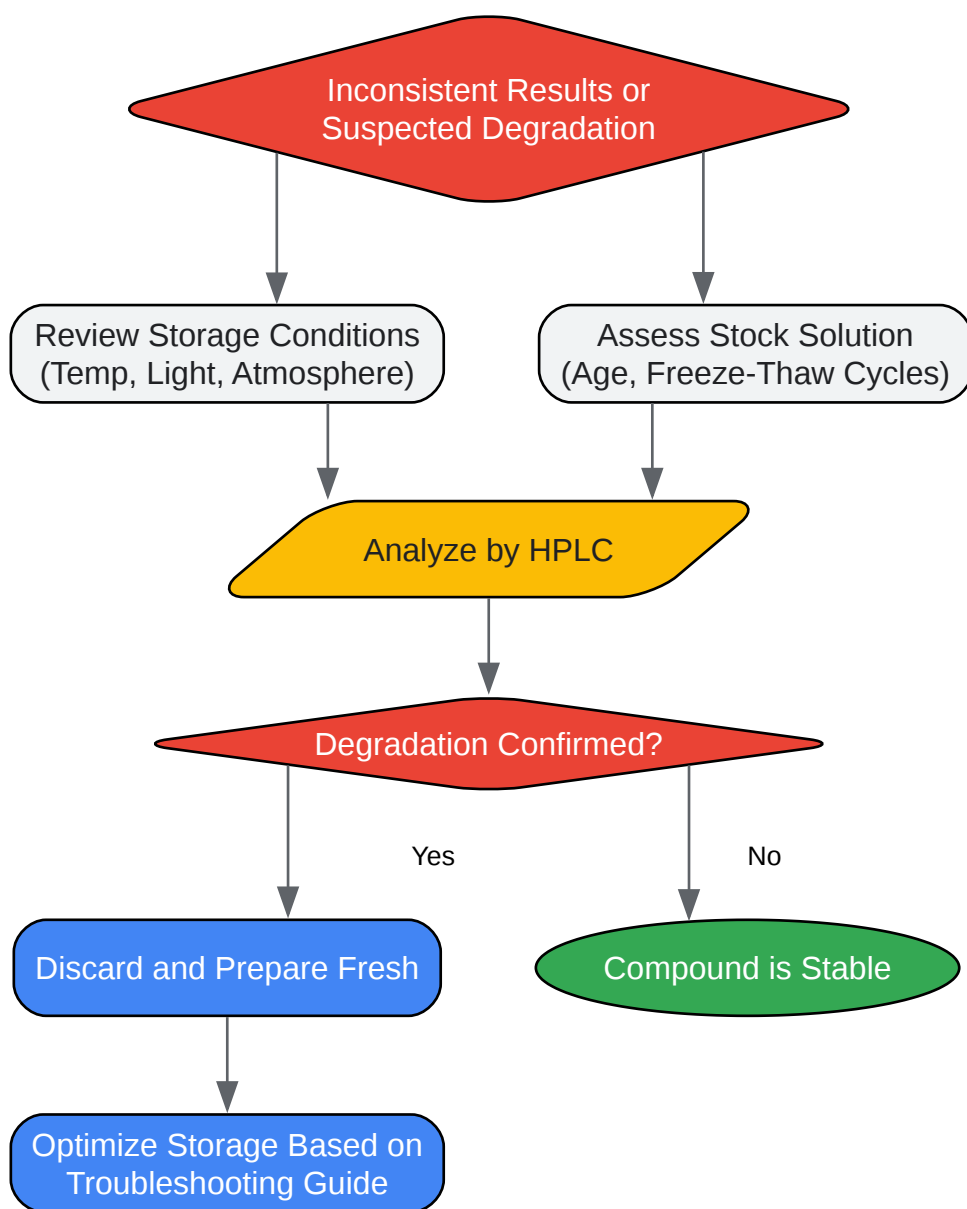 Inconsistent Results or
Suspected Degradation
Review Storage Conditions
(Temp, Light, Atmosphere)
Assess Stock Solution
(Age, Freeze-Thaw Cycles)
Analyze by HPLC
Degradation Confirmed?
Yes
No
Discard and Prepare Fresh
Compound is Stable
Optimize Storage Based on
Troubleshooting Guide